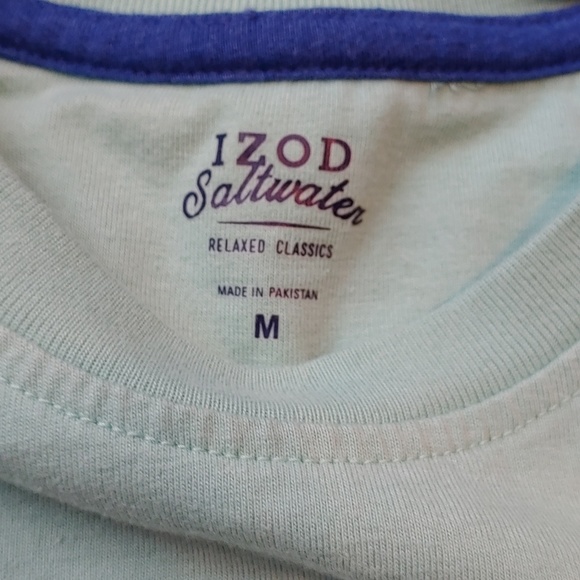 IZOD
Saltwater
RELAXED CLASSICS
MADE IN PAKISTAN
M